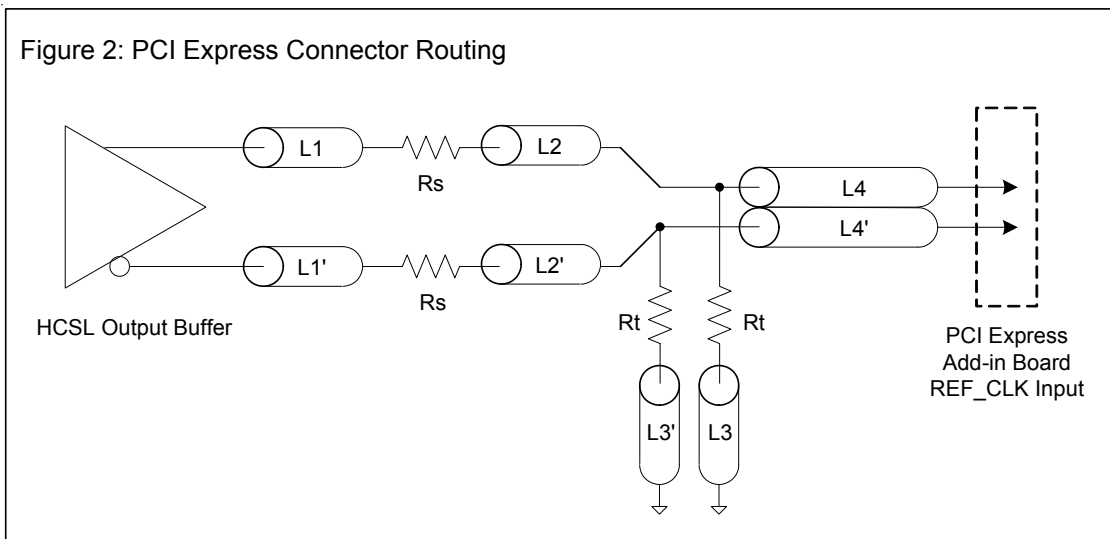 Figure 2: PCI Express Connector Routing
L1
Rs
L2
L4
L4'
L1'
Rs
L2'
HCSL Output Buffer
Rt
Rt
L3'
L3
PCI Express
Add-in Board
REF_CLK Input